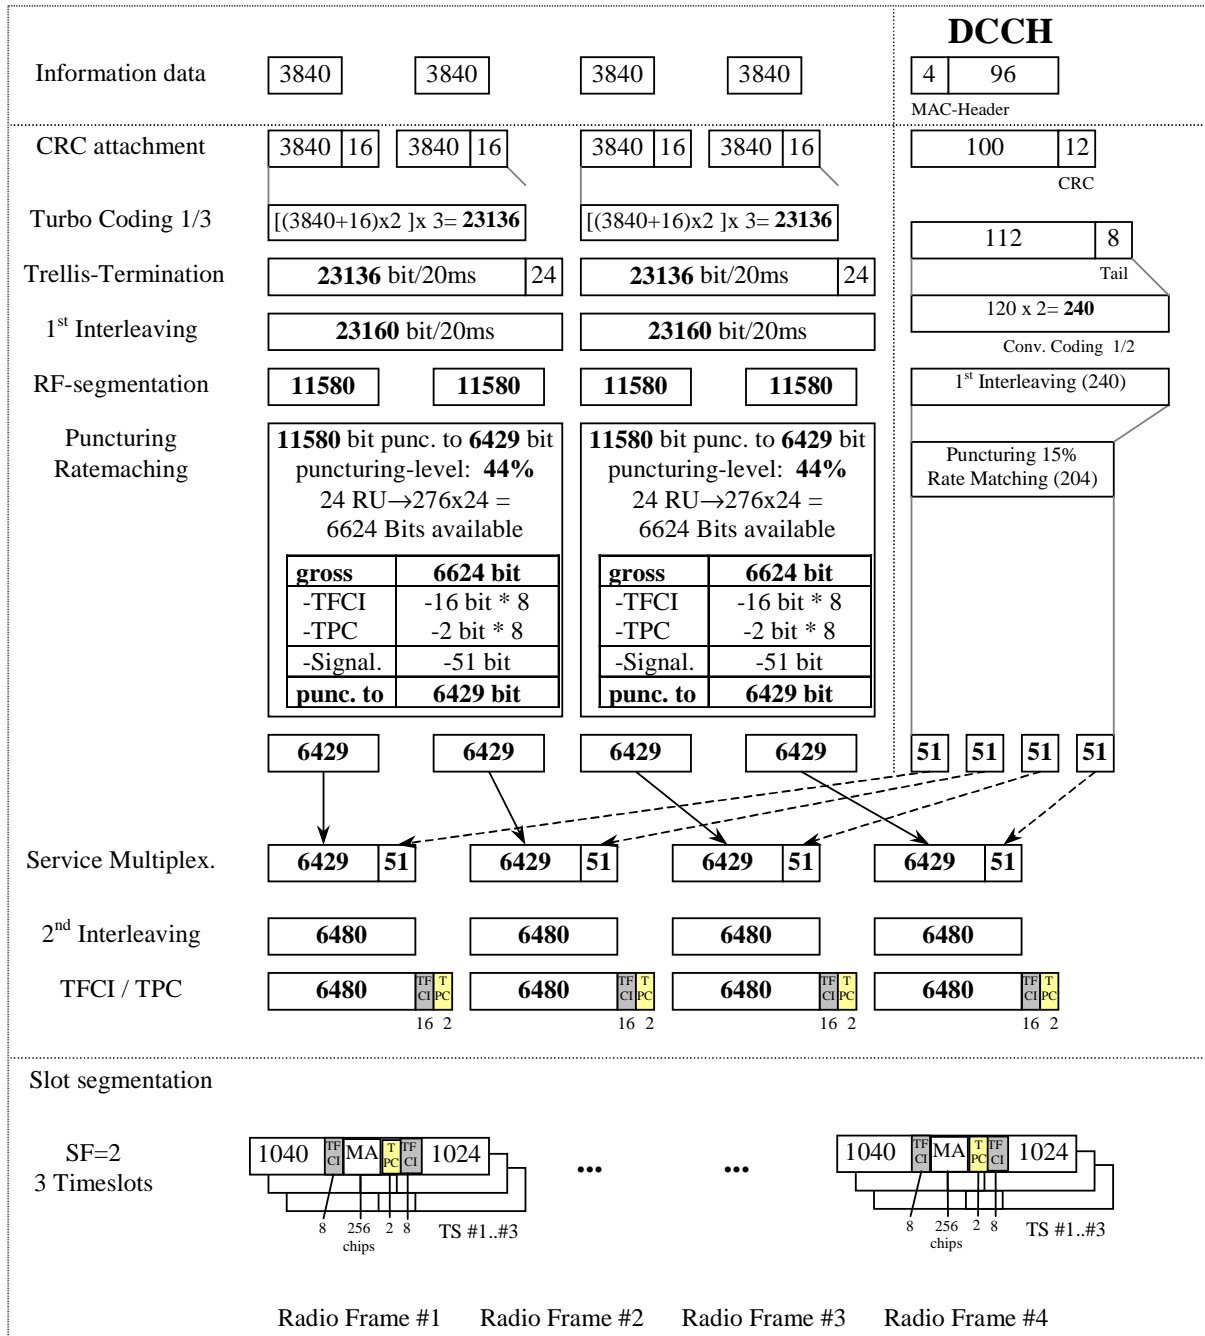 DCCH
Information data 3840 3840 3840 3840 4 96
MAC-Header
CRC attachment 3840 16 3840 16 3840 16 3840 16 100 12
CRC
Turbo Coding 1/3 [(3840+16)x2 ]x 3= 23136 [(3840+16)x2 ]x 3= 23136
112 8
Tail
Trellis-Termination 23136 bit/20ms 24 23136 bit/20ms 24
120 x 2= 240
1st Interleaving 23160 bit/20ms 23160 bit/20ms
Conv. Coding 1/2
RF-segmentation 11580 11580 11580 11580 1st Interleaving (240)
Puncturing
Ratemaching
11580 bit punc. to 6429 bit
puncturing-level: 44%
24 RU→276x24 =
6624 Bits available
gross 6624 bit
-TFCI -16 bit * 8
-TPC -2 bit * 8
-Signal. -51 bit
punc. to 6429 bit
11580 bit punc. to 6429 bit
puncturing-level: 44%
24 RU→276x24 =
6624 Bits available
gross 6624 bit
-TFCI -16 bit * 8
-TPC -2 bit * 8
-Signal. -51 bit
punc. to 6429 bit
Puncturing 15%
Rate Matching (204)
6429 6429 6429 6429 51 51 51 51
Service Multiplex. 6429 51 6429 51 6429 51 6429 51
2nd Interleaving 6480 6480 6480 6480
TFCI / TPC 6480 TF CI T PC 6480 TF CI T PC 6480 TF CI T PC 6480 TF CI T PC
16 2 16 2 16 2 16 2
Slot segmentation
SF=2
3 Timeslots
1040 TF CI MA T PC TF CI 1024 ... ... 1040 TF CI MA T PC TF CI 1024
8 256 2 8 TS #1..#3 8 256 2 8 TS #1..#3
chips chips
Radio Frame #1 Radio Frame #2 Radio Frame #3 Radio Frame #4